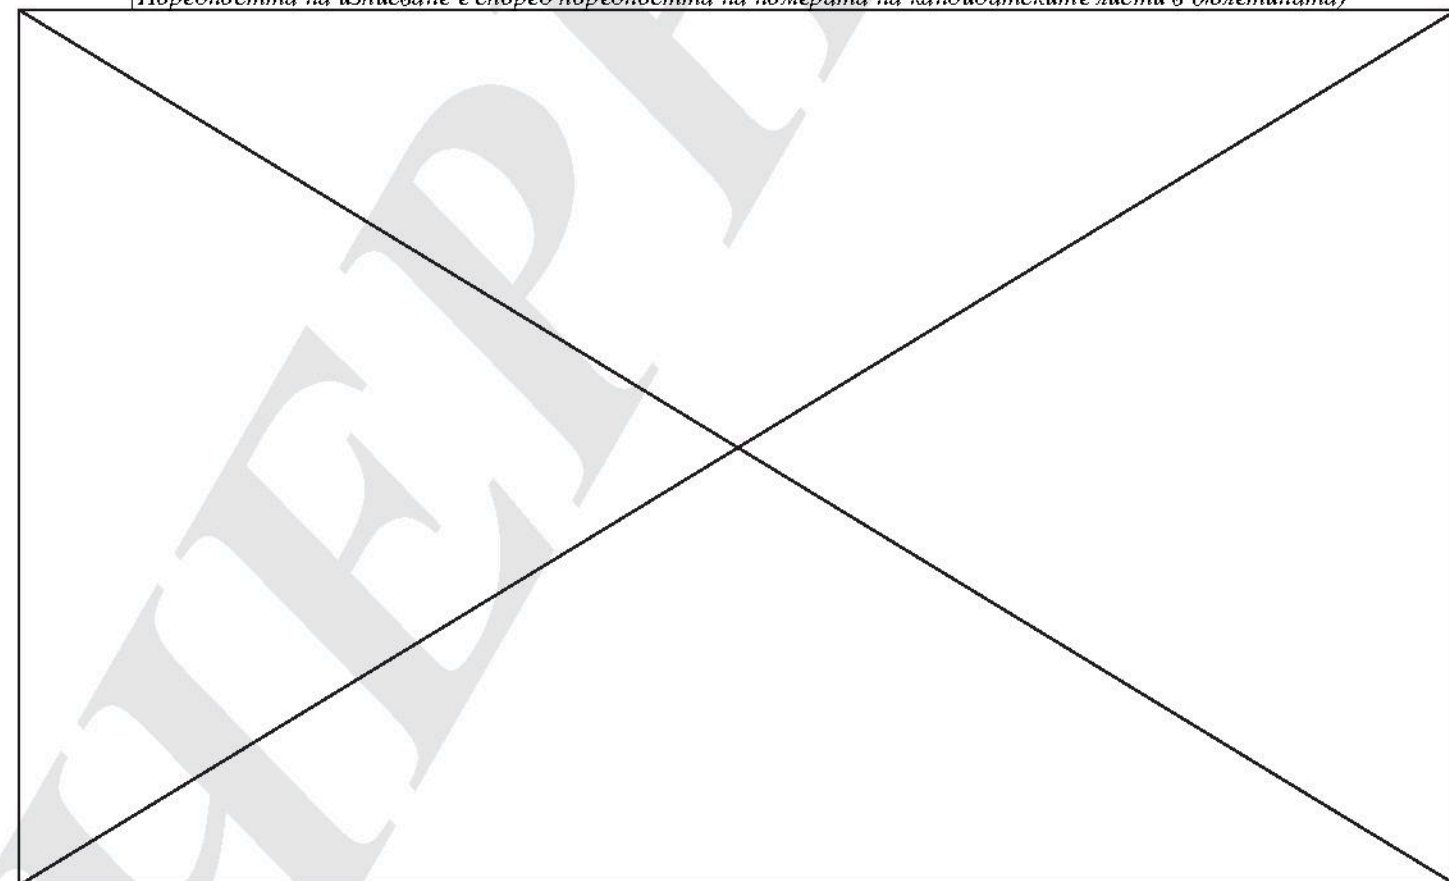 Поредността на изписване е според поредността на номерата на кандидатските листи в бюлетината)